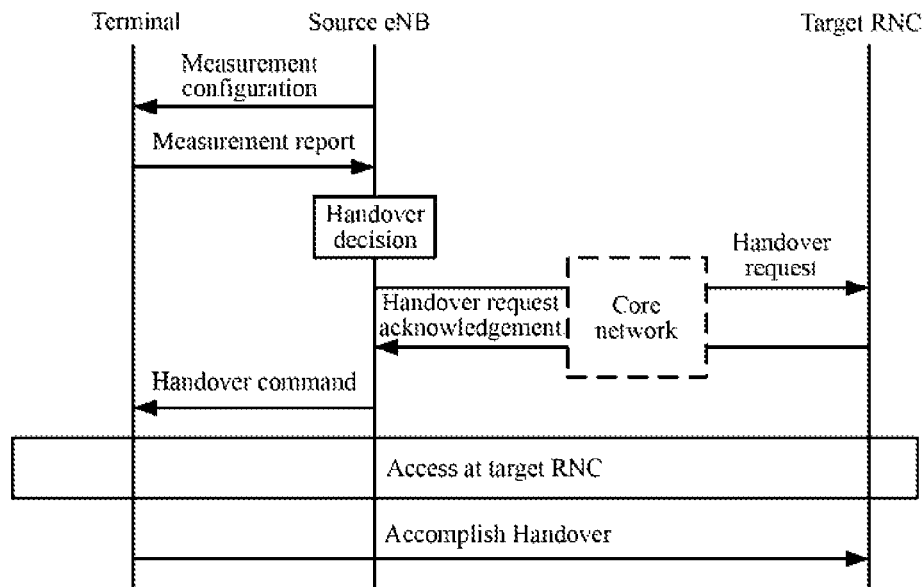 Terminal
Source eNB
Target RNC
Measurement
configuration
Measurement report
Handover
decision
Handover
request
Handover request
acknowledgement
Core
network
Handover command
Access at target RNC
Accomplish Handover